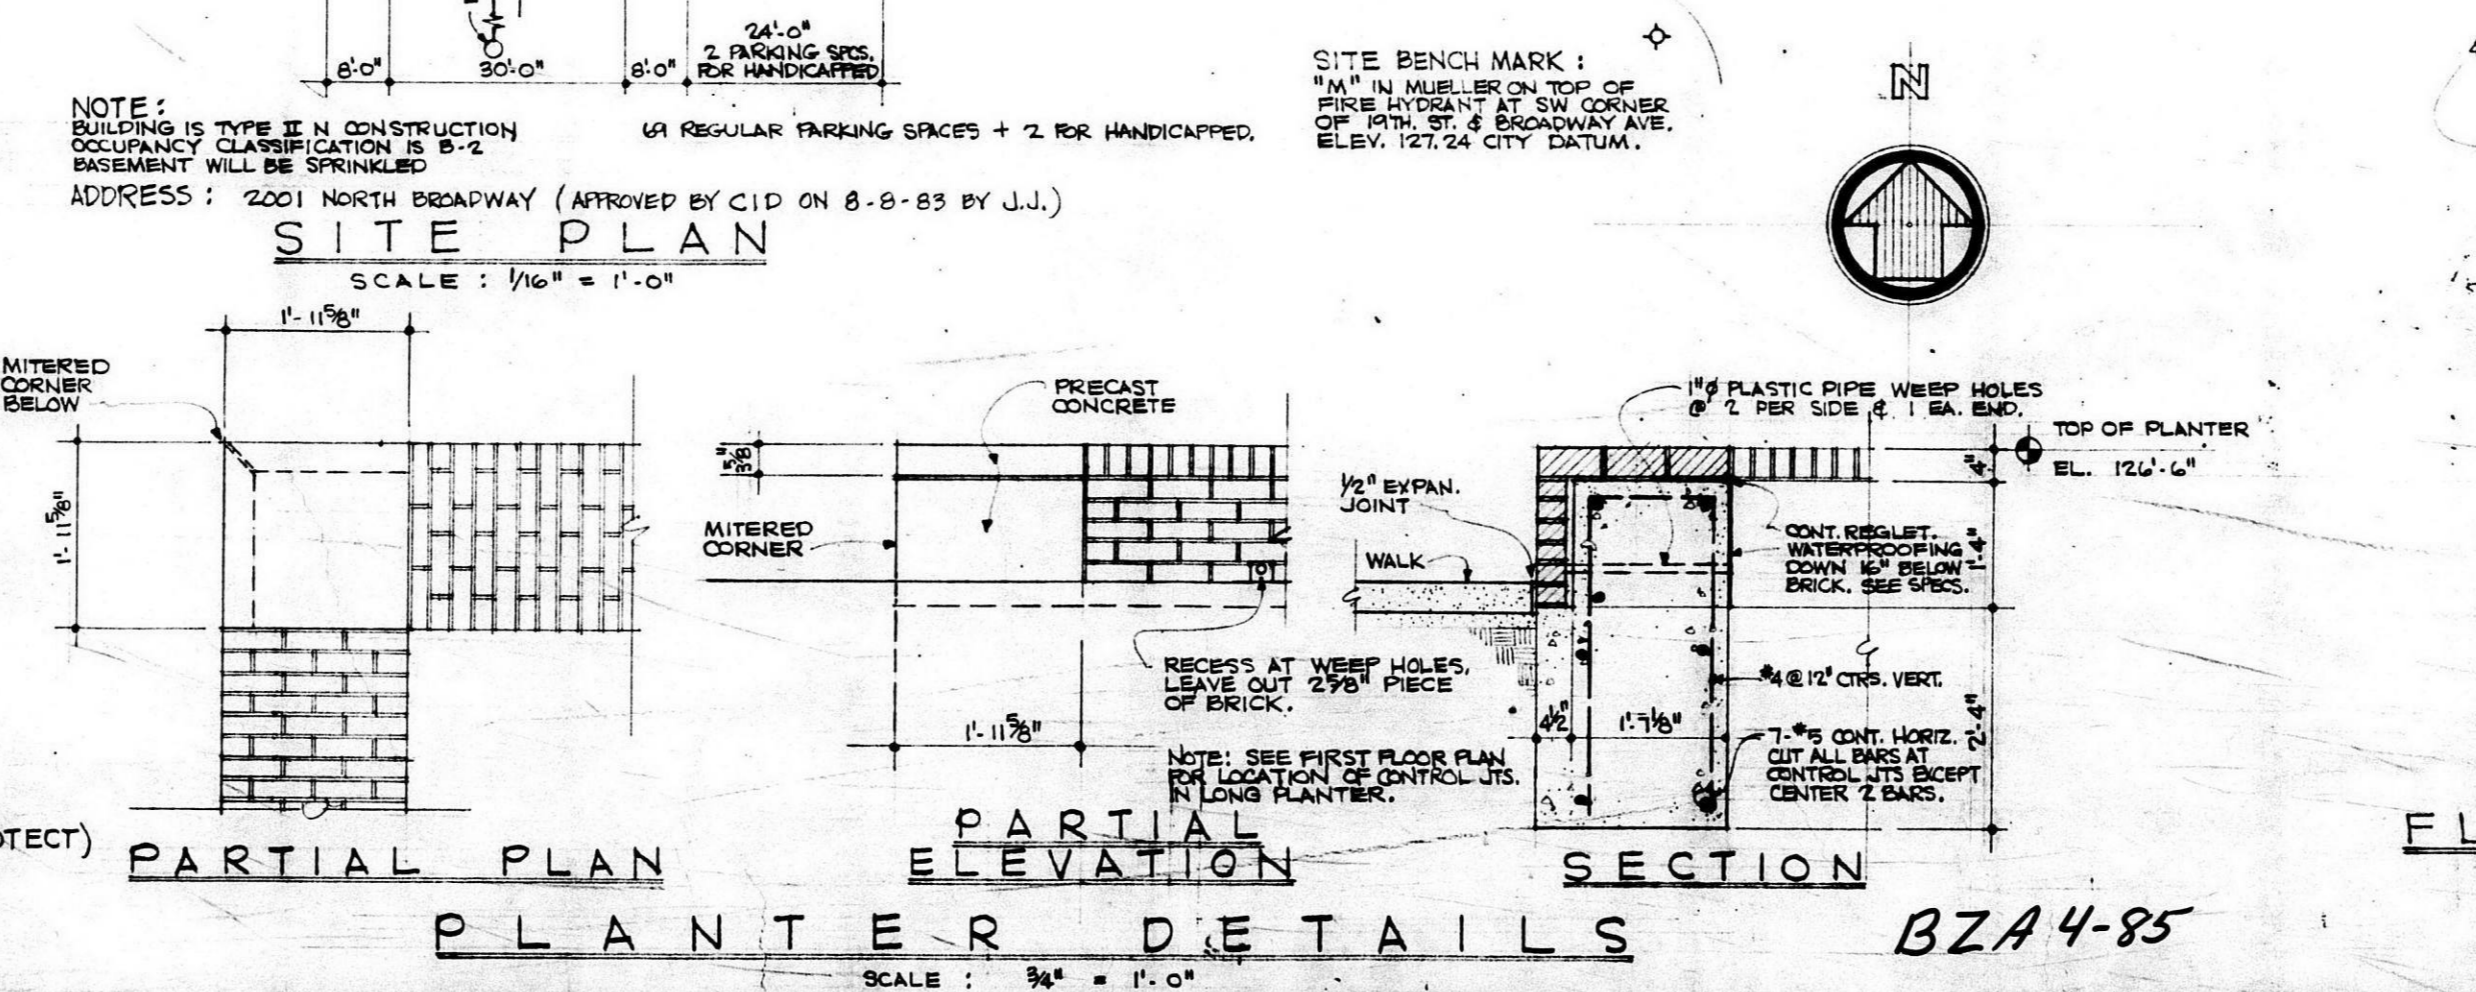 8'-0"
30'-0"
8'-0"
24'-0"
2 PARKING SPCS.
FOR HANDICAPPED
NOTE:
BUILDING IS TYPE II N CONSTRUCTION
OCCUPANCY CLASSIFICATION IS B-2
BASEMENT WILL BE SPRINKLED
69 REGULAR PARKING SPACES + 2 FOR HANDICAPPED.
ADDRESS: 2001 NORTH BROADWAY (APPROVED BY CID ON 8-8-83 BY J.J.)
SITE PLAN
SCALE: 1/16" = 1'-0"
SITE BENCH MARK:
"M" IN MUELLER ON TOP OF
FIRE HYDRANT AT SW CORNER
OF 19TH. ST. & BROADWAY AVE.
ELEV. 127.24 CITY DATUM.
N
1'-11 5/8"
MITERED
CORNER
BELOW
1'-11 5/8"
PARTIAL PLAN
PRECAST
CONCRETE
MITERED
CORNER
RECESS AT WEEP HOLES,
LEAVE OUT 2 5/8" PIECE
OF BRICK.
1'-11 5/8"
NOTE: SEE FIRST FLOOR PLAN
FOR LOCATION OF CONTROL JTS.
IN LONG PLANTER.
PARTIAL
ELEVATION
1"φ PLASTIC PIPE WEEP HOLES
@ 2 PER SIDE & 1 EA. END.
TOP OF PLANTER
EL. 126'-6"
4"
1/2" EXPAN.
JOINT
WALK
CONT. REGLET.
WATERPROOFING
DOWN 16" BELOW
BRICK. SEE SPECS.
1'-4"
#4 @ 12" CTRS. VERT.
4 1/2"
1'-7 1/8"
7-#5 CONT. HORIZ.
CUT ALL BARS AT
CONTROL JTS EXCEPT
CENTER 2 BARS.
2'-4"
SECTION
OTECT)
FL
PLANTER DETAILS
SCALE: 3/4" = 1'-0"
BZA 4-85